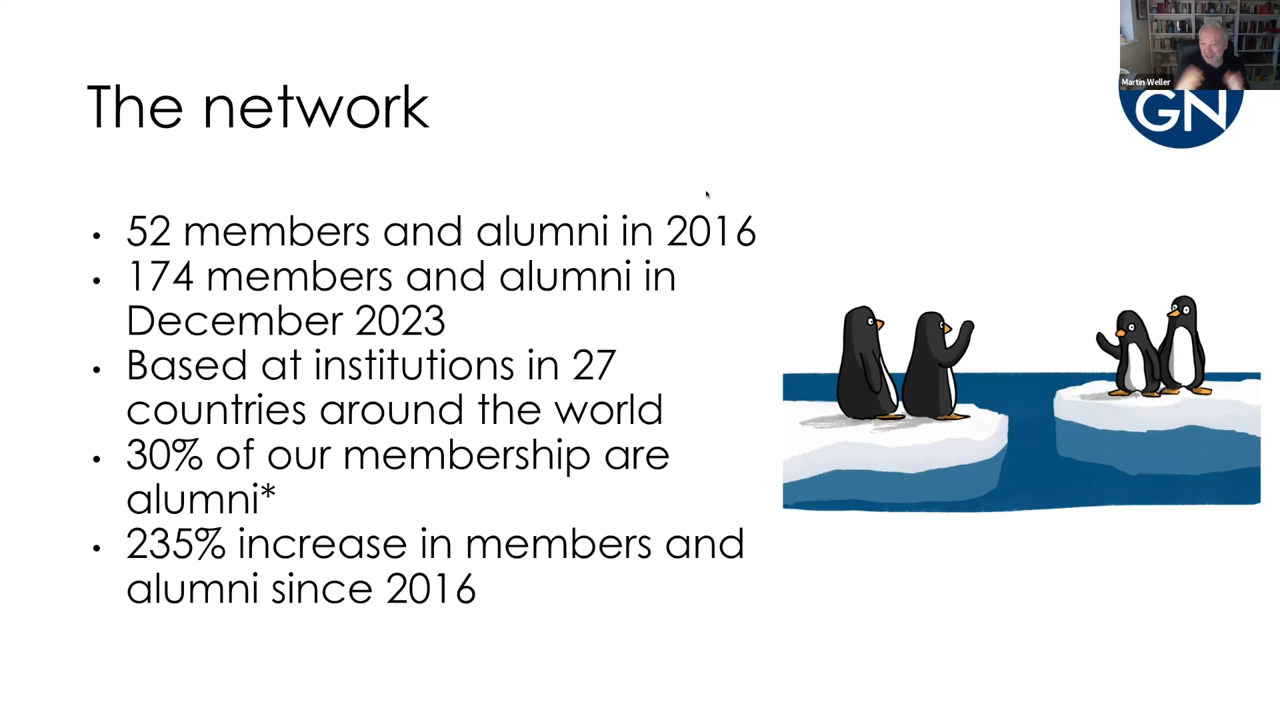 Martin Weller
GN
The network
• 52 members and alumni in 2016
• 174 members and alumni in
December 2023
• Based at institutions in 27
countries around the world
• 30% of our membership are
alumni*
• 235% increase in members and
alumni since 2016